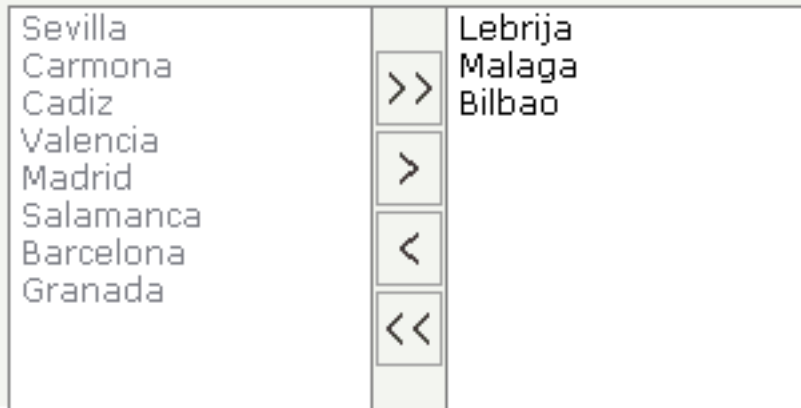 Sevilla
Carmona
Cadiz
Valencia
Madrid
Salamanca
Barcelona
Granada
>>
>
<
<<
Lebrija
Malaga
Bilbao